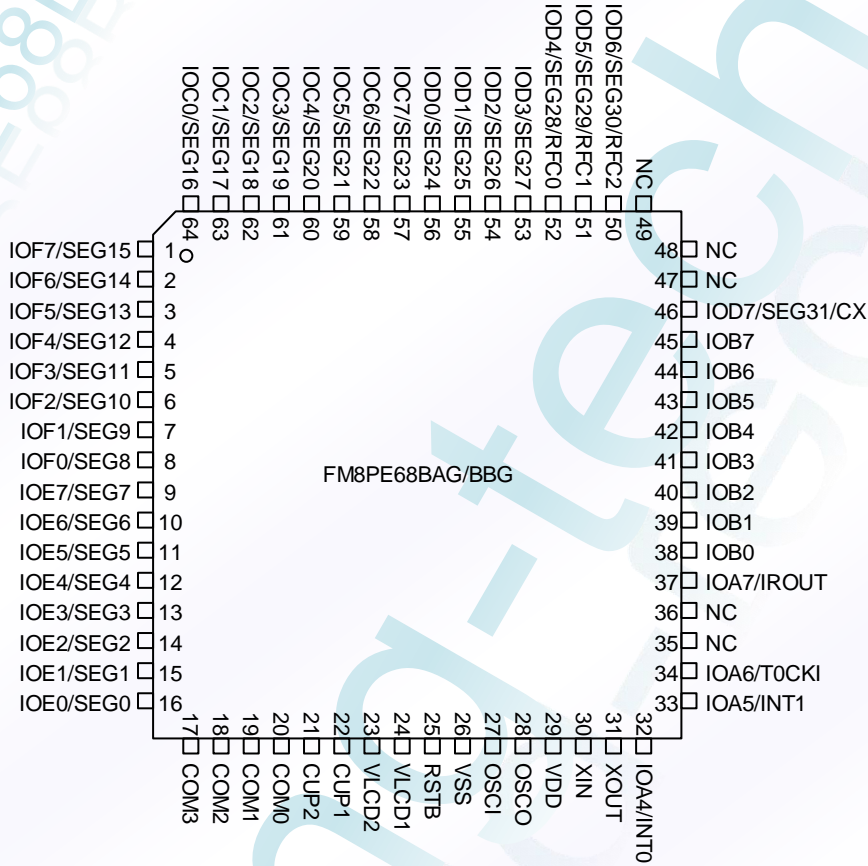 IOC0/SEG16
IOC1/SEG17
IOC2/SEG18
IOC3/SEG19
IOC4/SEG20
IOC5/SEG21
IOC6/SEG22
IOC7/SEG23
IOD0/SEG24
IOD1/SEG25
IOD2/SEG26
IOD3/SEG27
IOD4/SEG28/RFC0
IOD5/SEG29/RFC1
IOD6/SEG30/RFC2
NC
64
63
62
61
60
59
58
57
56
55
54
53
52
51
50
49
IOF7/SEG15 1
IOF6/SEG14 2
IOF5/SEG13 3
IOF4/SEG12 4
IOF3/SEG11 5
IOF2/SEG10 6
IOF1/SEG9 7
IOF0/SEG8 8
IOE7/SEG7 9
IOE6/SEG6 10
IOE5/SEG5 11
IOE4/SEG4 12
IOE3/SEG3 13
IOE2/SEG2 14
IOE1/SEG1 15
IOE0/SEG0 16
FM8PE68BAG/BBG
48 NC
47 NC
46 IOD7/SEG31/CX
45 IOB7
44 IOB6
43 IOB5
42 IOB4
41 IOB3
40 IOB2
39 IOB1
38 IOB0
37 IOA7/IROUT
36 NC
35 NC
34 IOA6/T0CKI
33 IOA5/INT1
17 COM3
18 COM2
19 COM1
20 COM0
21 CUP2
22 CUP1
23 VLCD2
24 VLCD1
25 RSTB
26 VSS
27 OSCI
28 OSCO
29 VDD
30 XIN
31 XOUT
32 IOA4/INT0